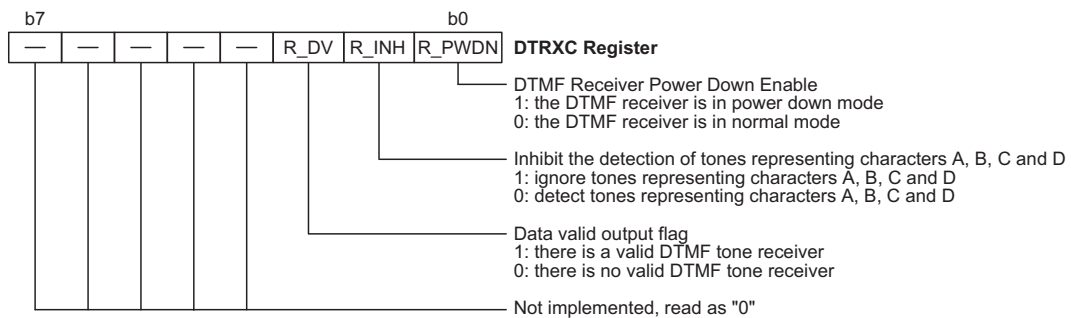 b7 b0
— — — — — R_DV R_INH R_PWDN DTRXC Register
DTMF Receiver Power Down Enable
1: the DTMF receiver is in power down mode
0: the DTMF receiver is in normal mode
Inhibit the detection of tones representing characters A, B, C and D
1: ignore tones representing characters A, B, C and D
0: detect tones representing characters A, B, C and D
Data valid output flag
1: there is a valid DTMF tone receiver
0: there is no valid DTMF tone receiver
Not implemented, read as "0"